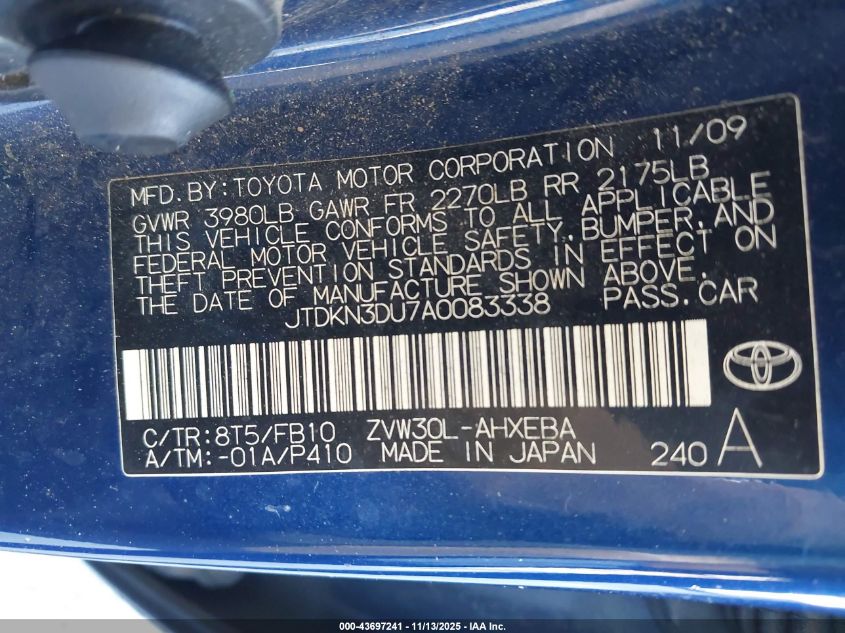 MFD. BY: TOYOTA MOTOR CORPORATION 11/09
GVWR 3980LB GAWR FR 2270LB RR 2175LB
THIS VEHICLE CONFORMS TO ALL APPLICABLE
FEDERAL MOTOR VEHICLE SAFETY, BUMPER, AND
THEFT PREVENTION STANDARDS IN EFFECT ON
THE DATE OF MANUFACTURE SHOWN ABOVE.
JTDKN3DU7A0083338 PASS. CAR
C/TR: 8T5/FB10 ZVW30L-AHXEBA
A/TM: -01A/P410 MADE IN JAPAN 240 A
000-43697241 - 11/13/2025 - IAA Inc.